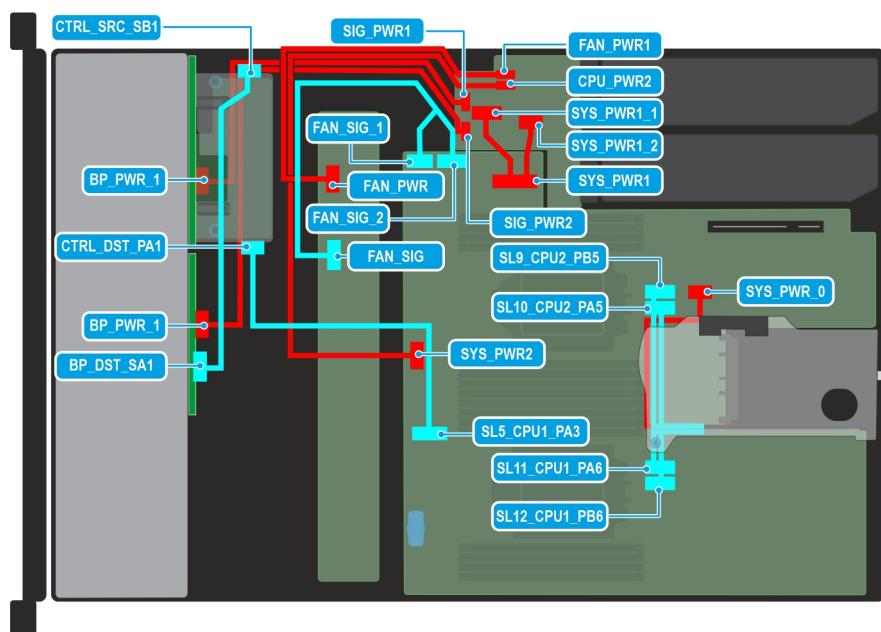 CTRL_SRC_SB1
SIG_PWR1
FAN_PWR1
CPU_PWR2
SYS_PWR1_1
FAN_SIG_1
SYS_PWR1_2
BP_PWR_1
FAN_PWR
SYS_PWR1
FAN_SIG_2
SIG_PWR2
CTRL_DST_PA1
FAN_SIG
SL9_CPU2_PB5
SYS_PWR_0
SL10_CPU2_PA5
BP_PWR_1
SYS_PWR2
BP_DST_SA1
SL5_CPU1_PA3
SL11_CPU1_PA6
SL12_CPU1_PB6